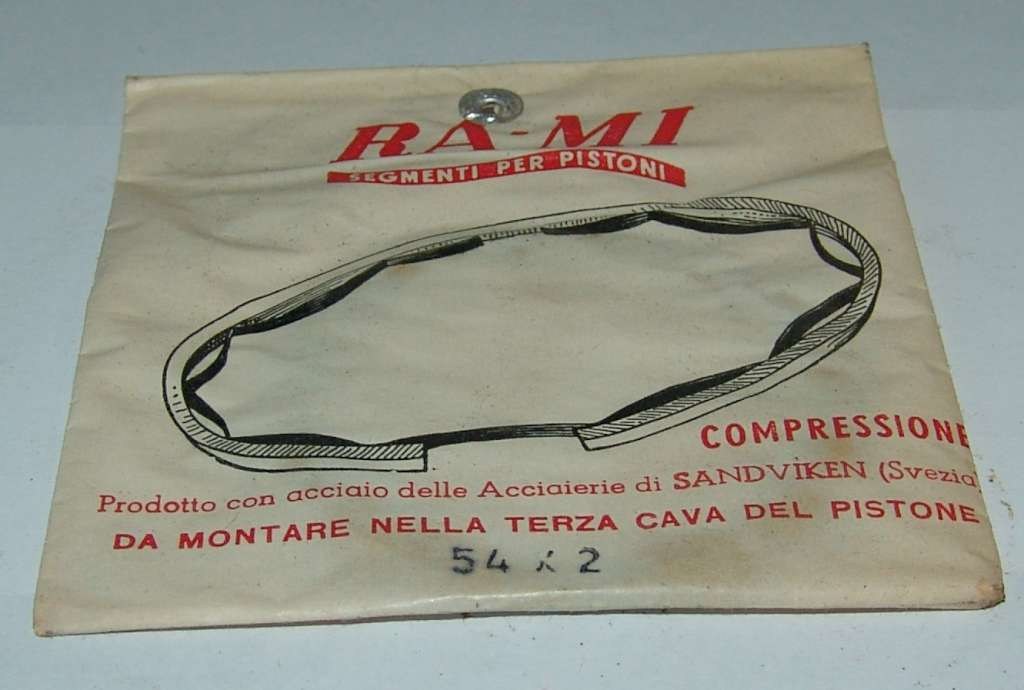 RA-MI
SEGMENTI PER PISTONI
COMPRESSIONE
Prodotto con acciaio delle Acciaierie di SANDVIKEN (Svezia)
DA MONTARE NELLA TERZA CAVA DEL PISTONE
54 x 2